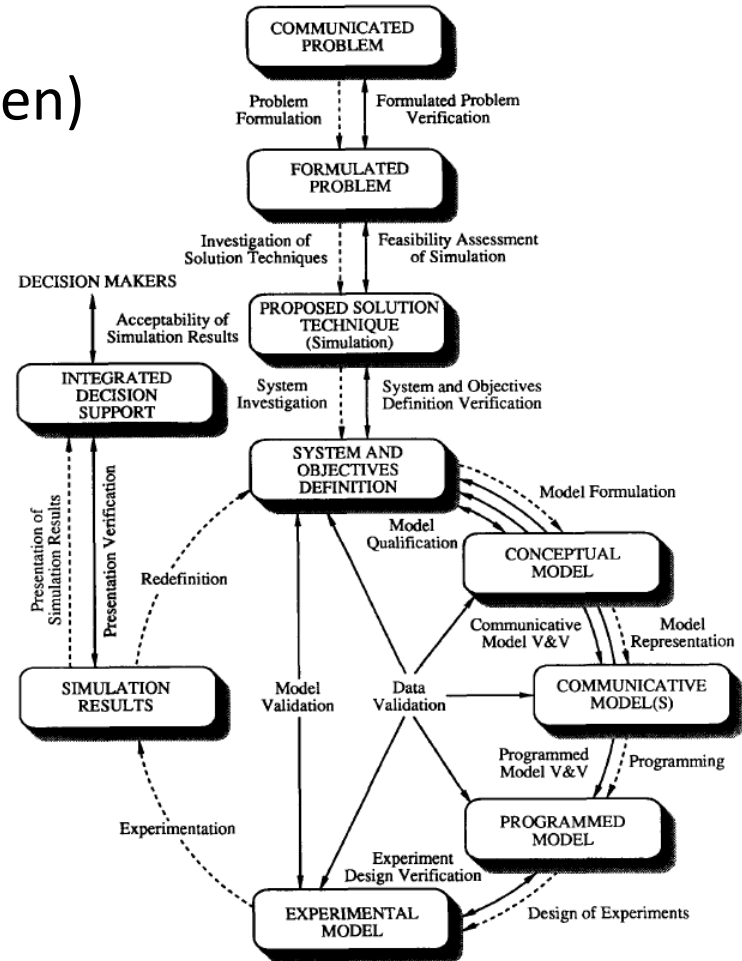 en)
COMMUNICATED
PROBLEM
Problem
Formulation
Formulated Problem
Verification
FORMULATED
PROBLEM
Investigation of
Solution Techniques
Feasibility Assessment
of Simulation
DECISION MAKERS
Acceptability of
Simulation Results
PROPOSED SOLUTION
TECHNIQUE
(Simulation)
INTEGRATED
DECISION
SUPPORT
System
Investigation
System and Objectives
Definition Verification
SYSTEM AND
OBJECTIVES
DEFINITION
Model Formulation
Model
Qualification
CONCEPTUAL
MODEL
Presentation of
Simulation Results
Presentation Verification
Redefinition
Communicative
Model V&V
Model
Representation
SIMULATION
RESULTS
Model
Validation
Data
Validation
COMMUNICATIVE
MODEL(S)
Programmed
Model V&V
Programming
PROGRAMMED
MODEL
Experimentation
Experiment
Design Verification
EXPERIMENTAL
MODEL
Design of Experiments